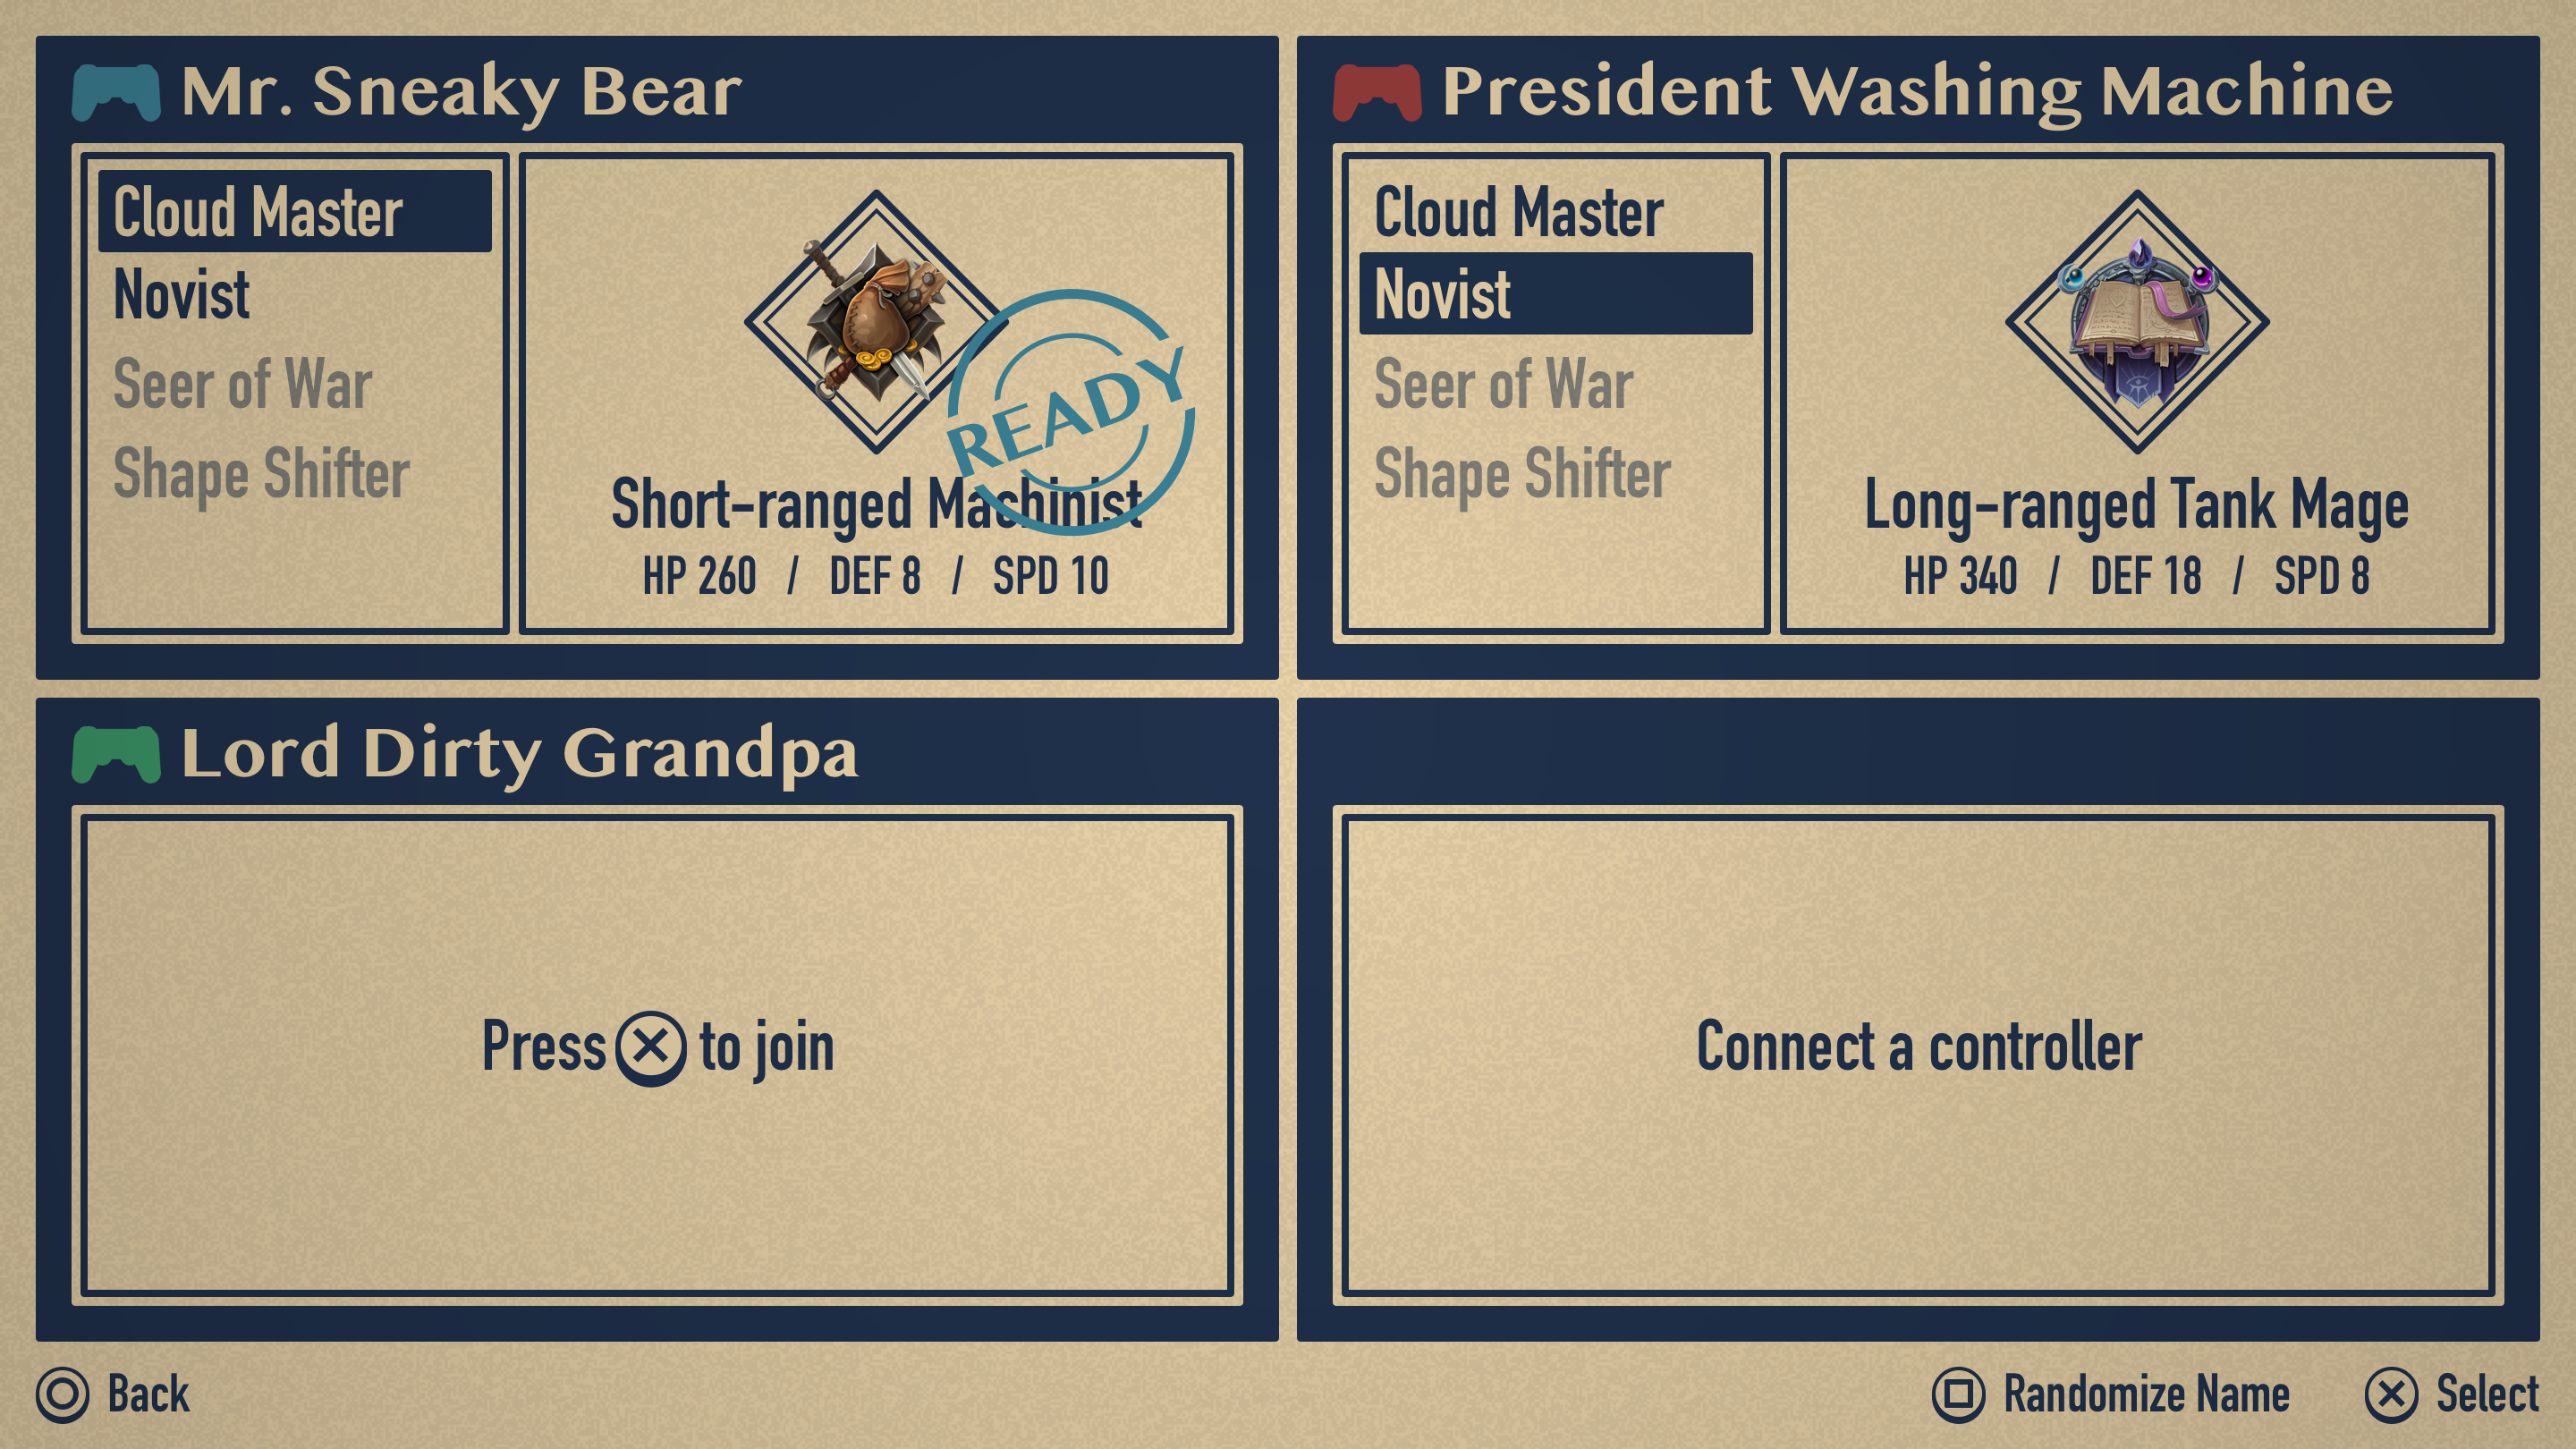 Mr. Sneaky Bear
Cloud Master
Novist
Seer of War
Shape Shifter
READY
Short-ranged Machinist
HP 260 / DEF 8 / SPD 10
President Washing Machine
Cloud Master
Novist
Seer of War
Shape Shifter
Long-ranged Tank Mage
HP 340 / DEF 18 / SPD 8
Lord Dirty Grandpa
Press to join
Connect a controller
Back
Randomize Name
Select